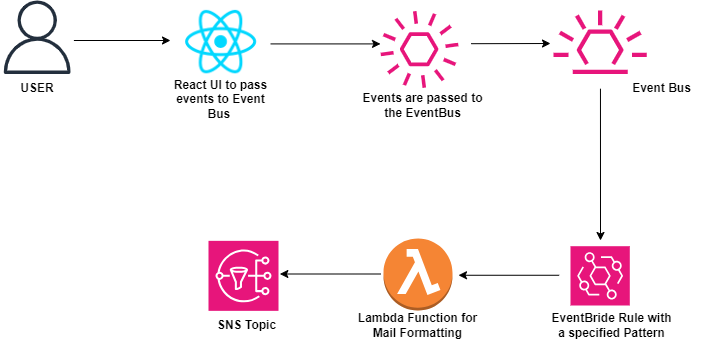 USER
React UI to pass
events to Event
Bus
Events are passed to
the EventBus
Event Bus
SNS Topic
Lambda Function for
Mail Formatting
EventBride Rule with
a specified Pattern